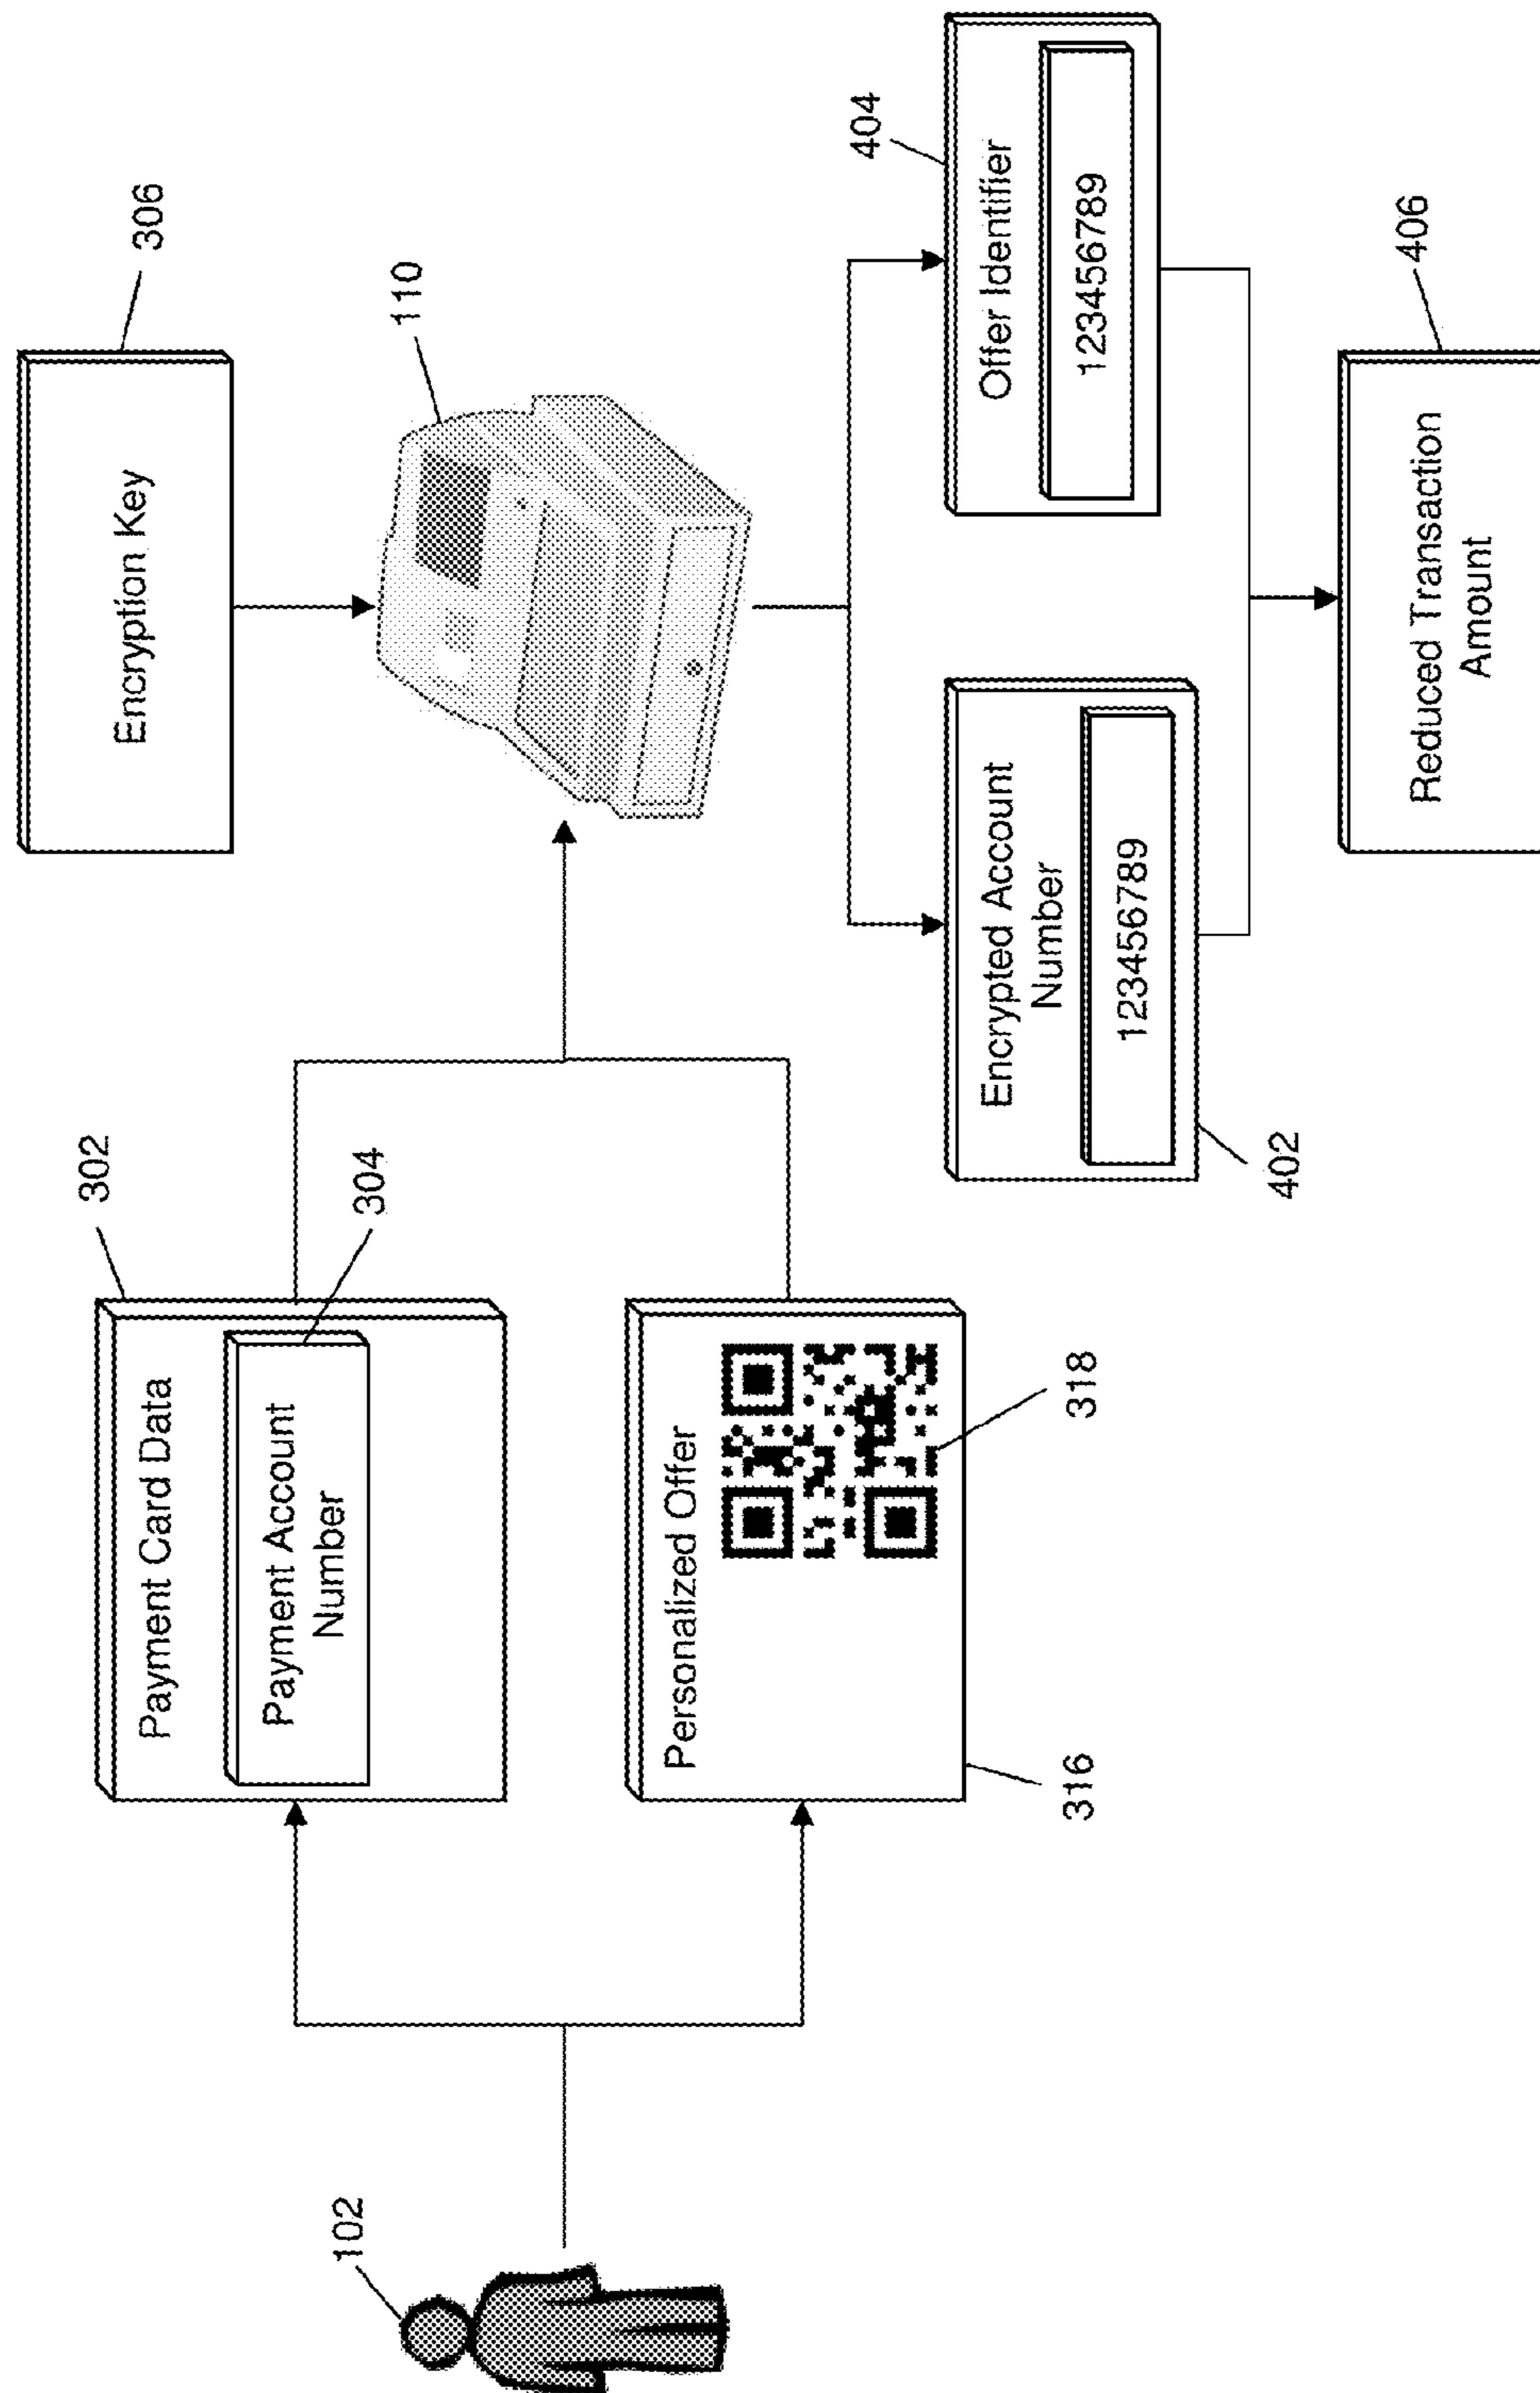 102
302
Payment Card Data
Payment Account
Number
304
Personalized Offer
316
318
Encryption Key
306
110
Encrypted Account
Number
123456789
402
Offer Identifier
123456789
404
Reduced Transaction
Amount
406